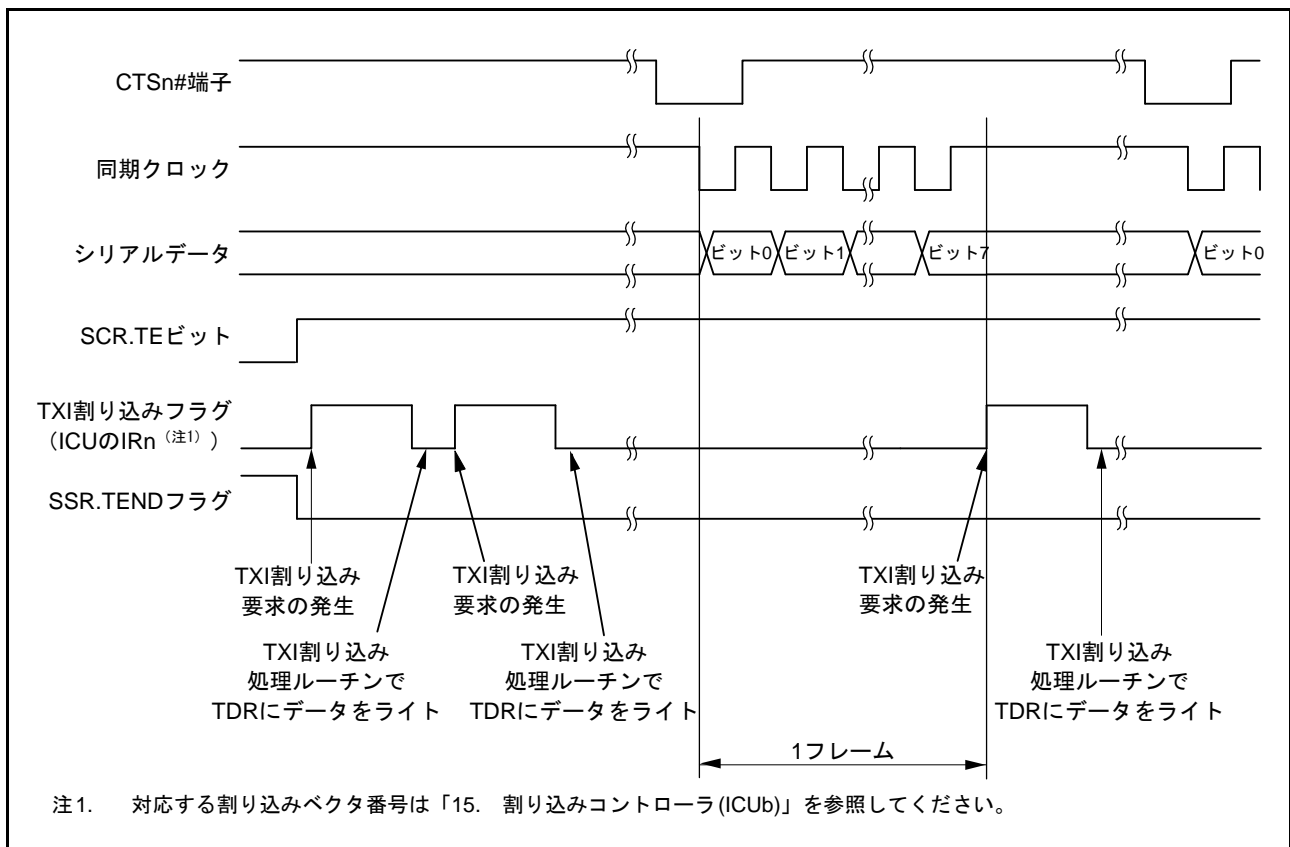 CTSn#端子
同期クロック
シリアルデータ
ビット0
ビット1
ビット7
ビット0
SCR.TEビット
TXI割り込みフラグ
(ICUのIRn(注1))
SSR.TENDフラグ
TXI割り込み
要求の発生
TXI割り込み
要求の発生
TXI割り込み
要求の発生
TXI割り込み
処理ルーチンで
TDRにデータをライト
TXI割り込み
処理ルーチンで
TDRにデータをライト
TXI割り込み
処理ルーチンで
TDRにデータをライト
1フレーム
注1. 対応する割り込みベクタ番号は「15. 割り込みコントローラ(ICUb)」を参照してください。